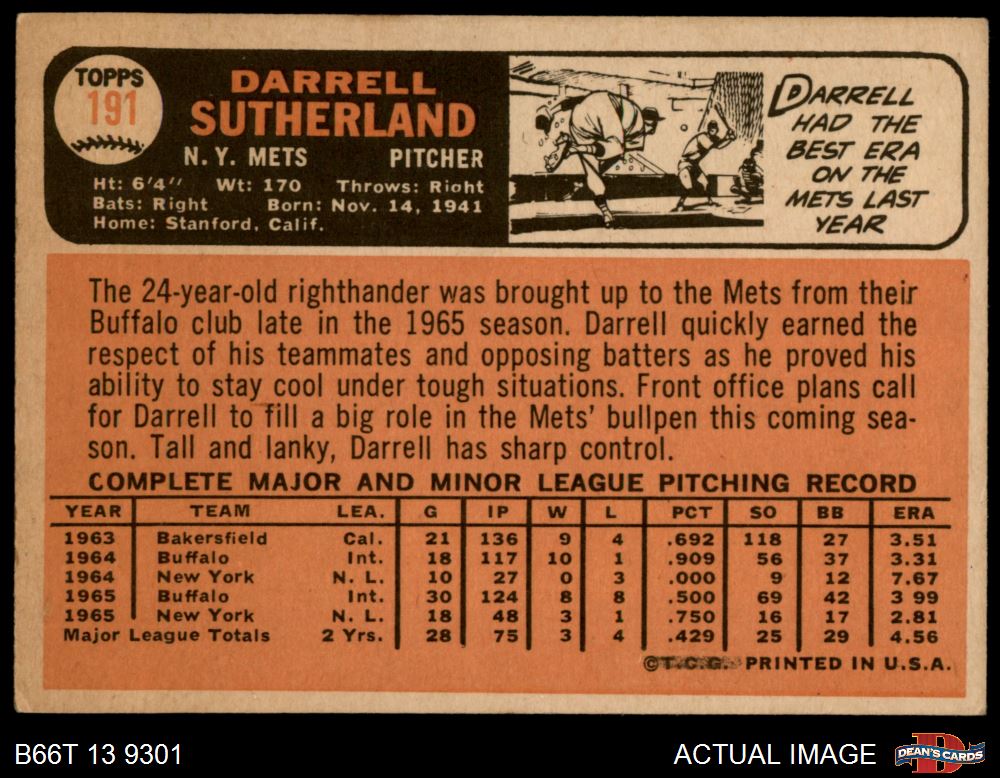 TOPPS
191
DARRELL
SUTHERLAND
N. Y. METS PITCHER
Ht: 6'4" Wt: 170 Throws: Right
Bats: Right Born: Nov. 14, 1941
Home: Stanford, Calif.
DARRELL
HAD THE
BEST ERA
ON THE
METS LAST
YEAR
The 24-year-old righthander was brought up to the Mets from their
Buffalo club late in the 1965 season. Darrell quickly earned the
respect of his teammates and opposing batters as he proved his
ability to stay cool under tough situations. Front office plans call
for Darrell to fill a big role in the Mets' bullpen this coming sea-
son. Tall and lanky, Darrell has sharp control.
COMPLETE MAJOR AND MINOR LEAGUE PITCHING RECORD
YEAR TEAM LEA. G IP W L PCT SO BB ERA
1963 Bakersfield Cal. 21 136 9 4 .692 118 27 3.51
1964 Buffalo Int. 18 117 10 1 .909 56 37 3.31
1964 New York N. L. 10 27 0 3 .000 9 12 7.67
1965 Buffalo Int. 30 124 8 8 .500 69 42 3 99
1965 New York N. L. 18 48 3 1 .750 16 17 2.81
Major League Totals 2 Yrs. 28 75 3 4 .429 25 29 4.56
©T.C.G. PRINTED IN U.S.A.
B66T 13 9301
ACTUAL IMAGE
DEAN'S CARDS